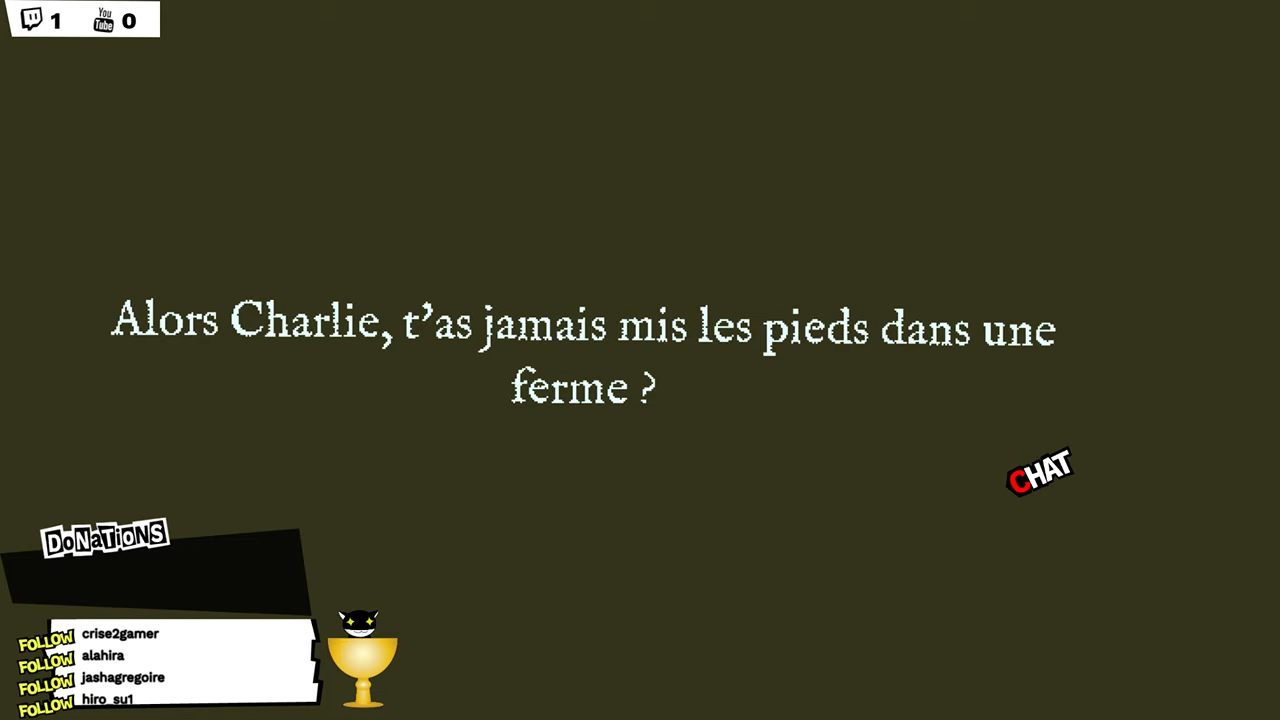 1
You
Tube
0
Alors Charlie, t'as jamais mis les pieds dans une
ferme ?
CHAT
DoNaTiONS
FOLLOW crise2gamer
FOLLOW alahira
FOLLOW jashagregoire
FOLLOW hiro_su1